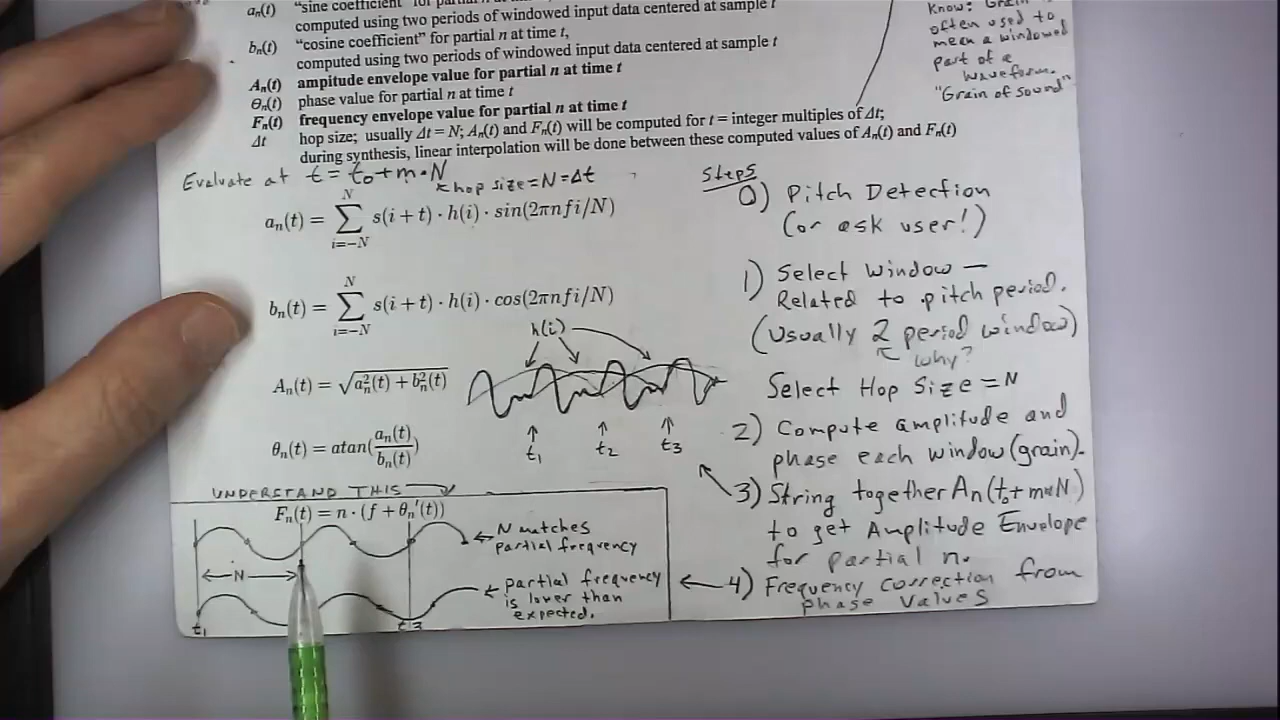 aₙ(t) "sine coefficient" for partial n at time t,
computed using two periods of windowed input data centered at sample t
bₙ(t) "cosine coefficient" for partial n at time t,
computed using two periods of windowed input data centered at sample t
Aₙ(t) ampitude envelope value for partial n at time t
Θₙ(t) phase value for partial n at time t
Fₙ(t) frequency envelope value for partial n at time t
Δt hop size; usually Δt = N; Aₙ(t) and Fₙ(t) will be computed for t = integer multiples of Δt;
during synthesis, linear interpolation will be done between these computed values of Aₙ(t) and Fₙ(t)
Know:
often used to
mean a windowed
part of a
waveform.
"Grain of sound"
Evaluate at t = t₀ + m·N
hop size = N = Δt
aₙ(t) = ∑_{i=−N}^{N} s(i + t) · h(i) · sin(2πnfi/N)
bₙ(t) = ∑_{i=−N}^{N} s(i + t) · h(i) · cos(2πnfi/N)
h(i)
Aₙ(t) = √(aₙ²(t) + bₙ²(t))
t₁ t₂ t₃
θₙ(t) = atan(aₙ(t)/bₙ(t))
UNDERSTAND THIS
Fₙ(t) = n · (f + θₙ′(t))
N matches
partial frequency
N
partial frequency
is lower than
expected.
t₁ t3
Steps
0) Pitch Detection
(or ask user!)
1) Select Window —
Related to pitch period.
(Usually 2 period window)
why?
Select Hop Size = N
2) Compute amplitude and
phase each window (grain).
3) String together An(t₀+m*N)
to get Amplitude Envelope
for partial n.
4) Frequency correction from
phase values